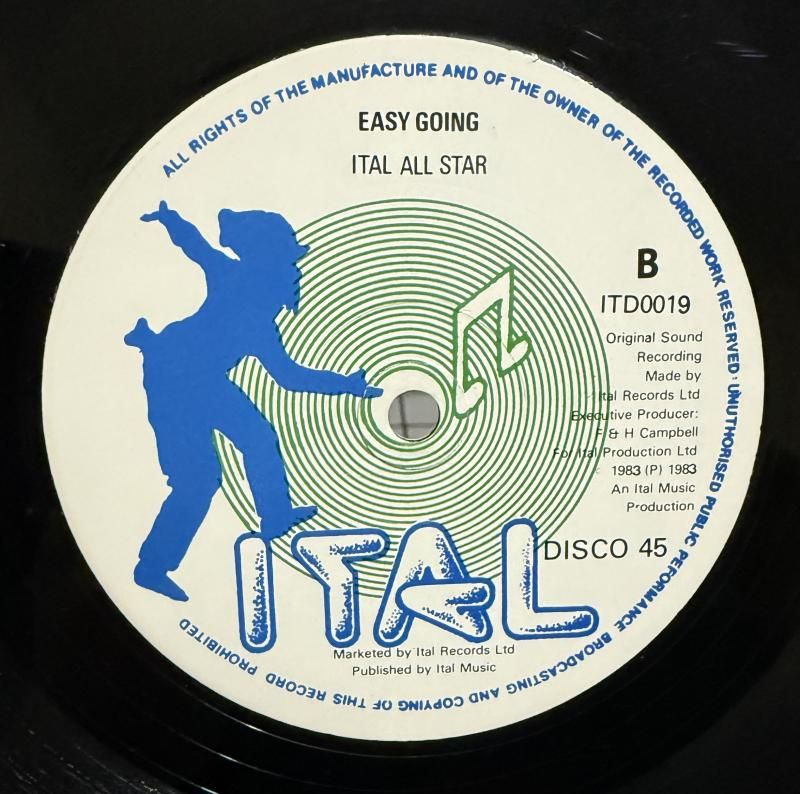 ALL RIGHTS OF THE MANUFACTURE AND OF THE OWNER OF THE RECORDED WORK RESERVED: UNUTHORISED PUBLIC PEFORMANCE BROADCASTING AND COPYING OF THIS RECORD PROHIBITED
EASY GOING
ITAL ALL STAR
B
ITD0019
Original Sound
Recording
Made by
Ital Records Ltd
Executive Producer:
F & H Campbell
For Ital Production Ltd
1983 (P) 1983
An Ital Music
Production
DISCO 45
ITAL
Marketed by Ital Records Ltd
Published by Ital Music